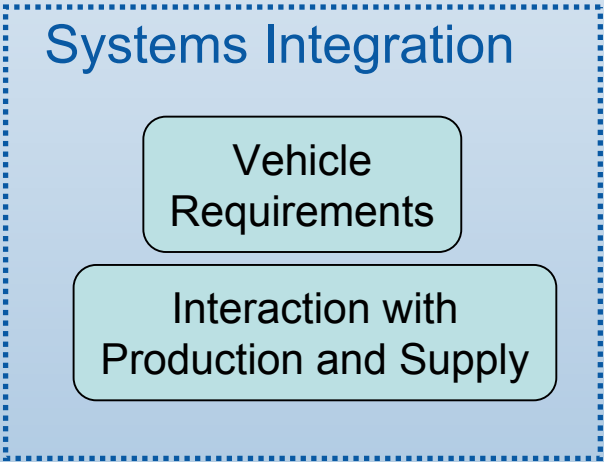 Systems Integration
Vehicle
Requirements
Interaction with
Production and Supply